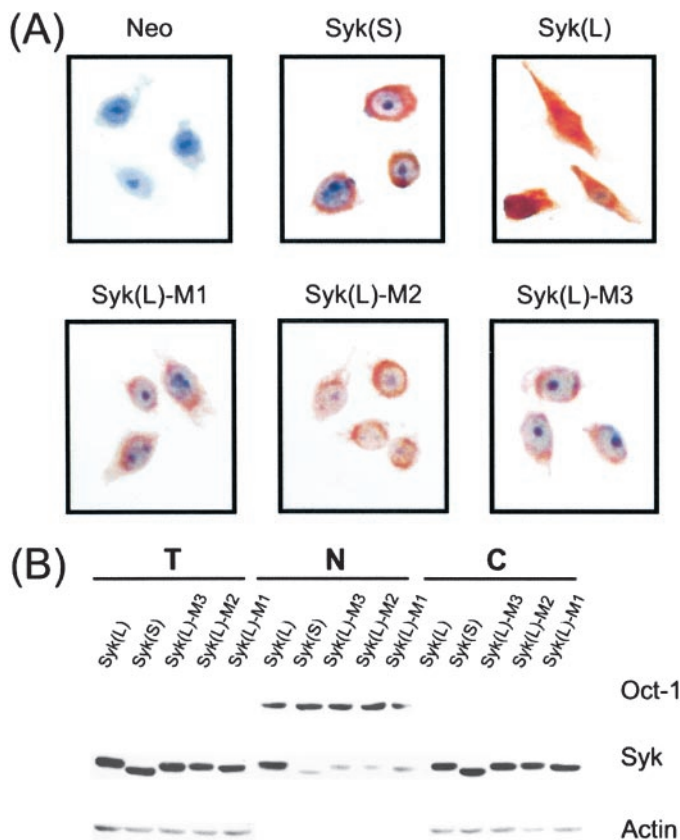 (A)
Neo Syk(S) Syk(L)
Syk(L)-M1 Syk(L)-M2 Syk(L)-M3
(B)
T N C
Syk(L) Syk(S) Syk(L)-M3 Syk(L)-M2 Syk(L)-M1 Syk(L) Syk(S) Syk(L)-M3 Syk(L)-M2 Syk(L)-M1 Syk(L) Syk(S) Syk(L)-M3 Syk(L)-M2 Syk(L)-M1
Oct-1
Syk
Actin